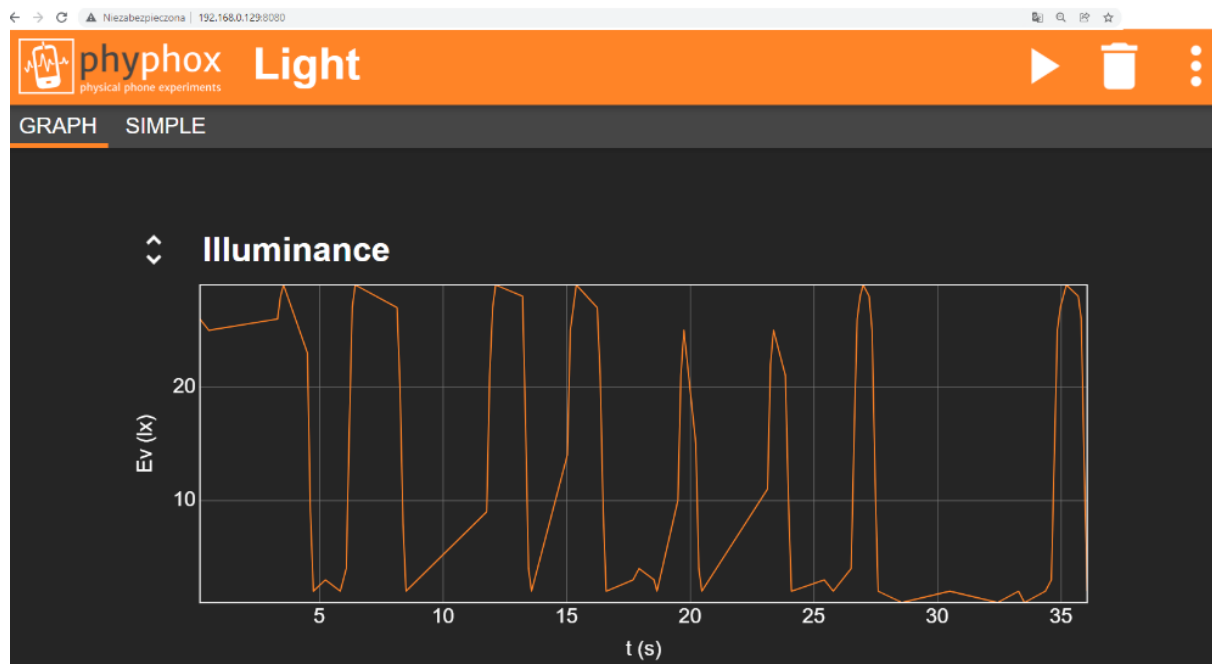 Niezabezpieczona | 192.168.0.129:8080
phyphox
physical phone experiments
Light
GRAPH SIMPLE
Illuminance
20
10
Ev (lx)
5 10 15 20 25 30 35
t (s)